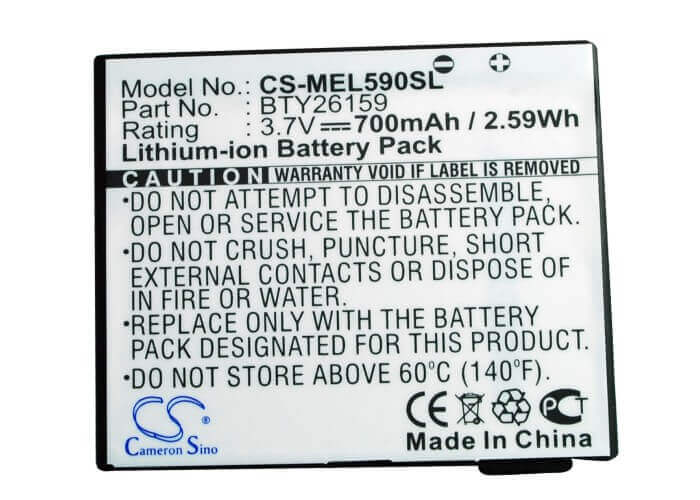 Model No.: CS-MEL590SL
Part No.: BTY26159
Rating: 3.7V⎓700mAh / 2.59Wh
Lithium-ion Battery Pack
CAUTION WARRANTY VOID IF LABEL IS REMOVED
•DO NOT ATTEMPT TO DISASSEMBLE,
OPEN OR SERVICE THE BATTERY PACK.
•DO NOT CRUSH, PUNCTURE, SHORT
EXTERNAL CONTACTS OR DISPOSE OF
IN FIRE OR WATER.
•REPLACE ONLY WITH THE BATTERY
PACK DESIGNATED FOR THIS PRODUCT.
•DO NOT STORE ABOVE 60°C (140°F).
CS
Cameron Sino
CE PCT
Made In China